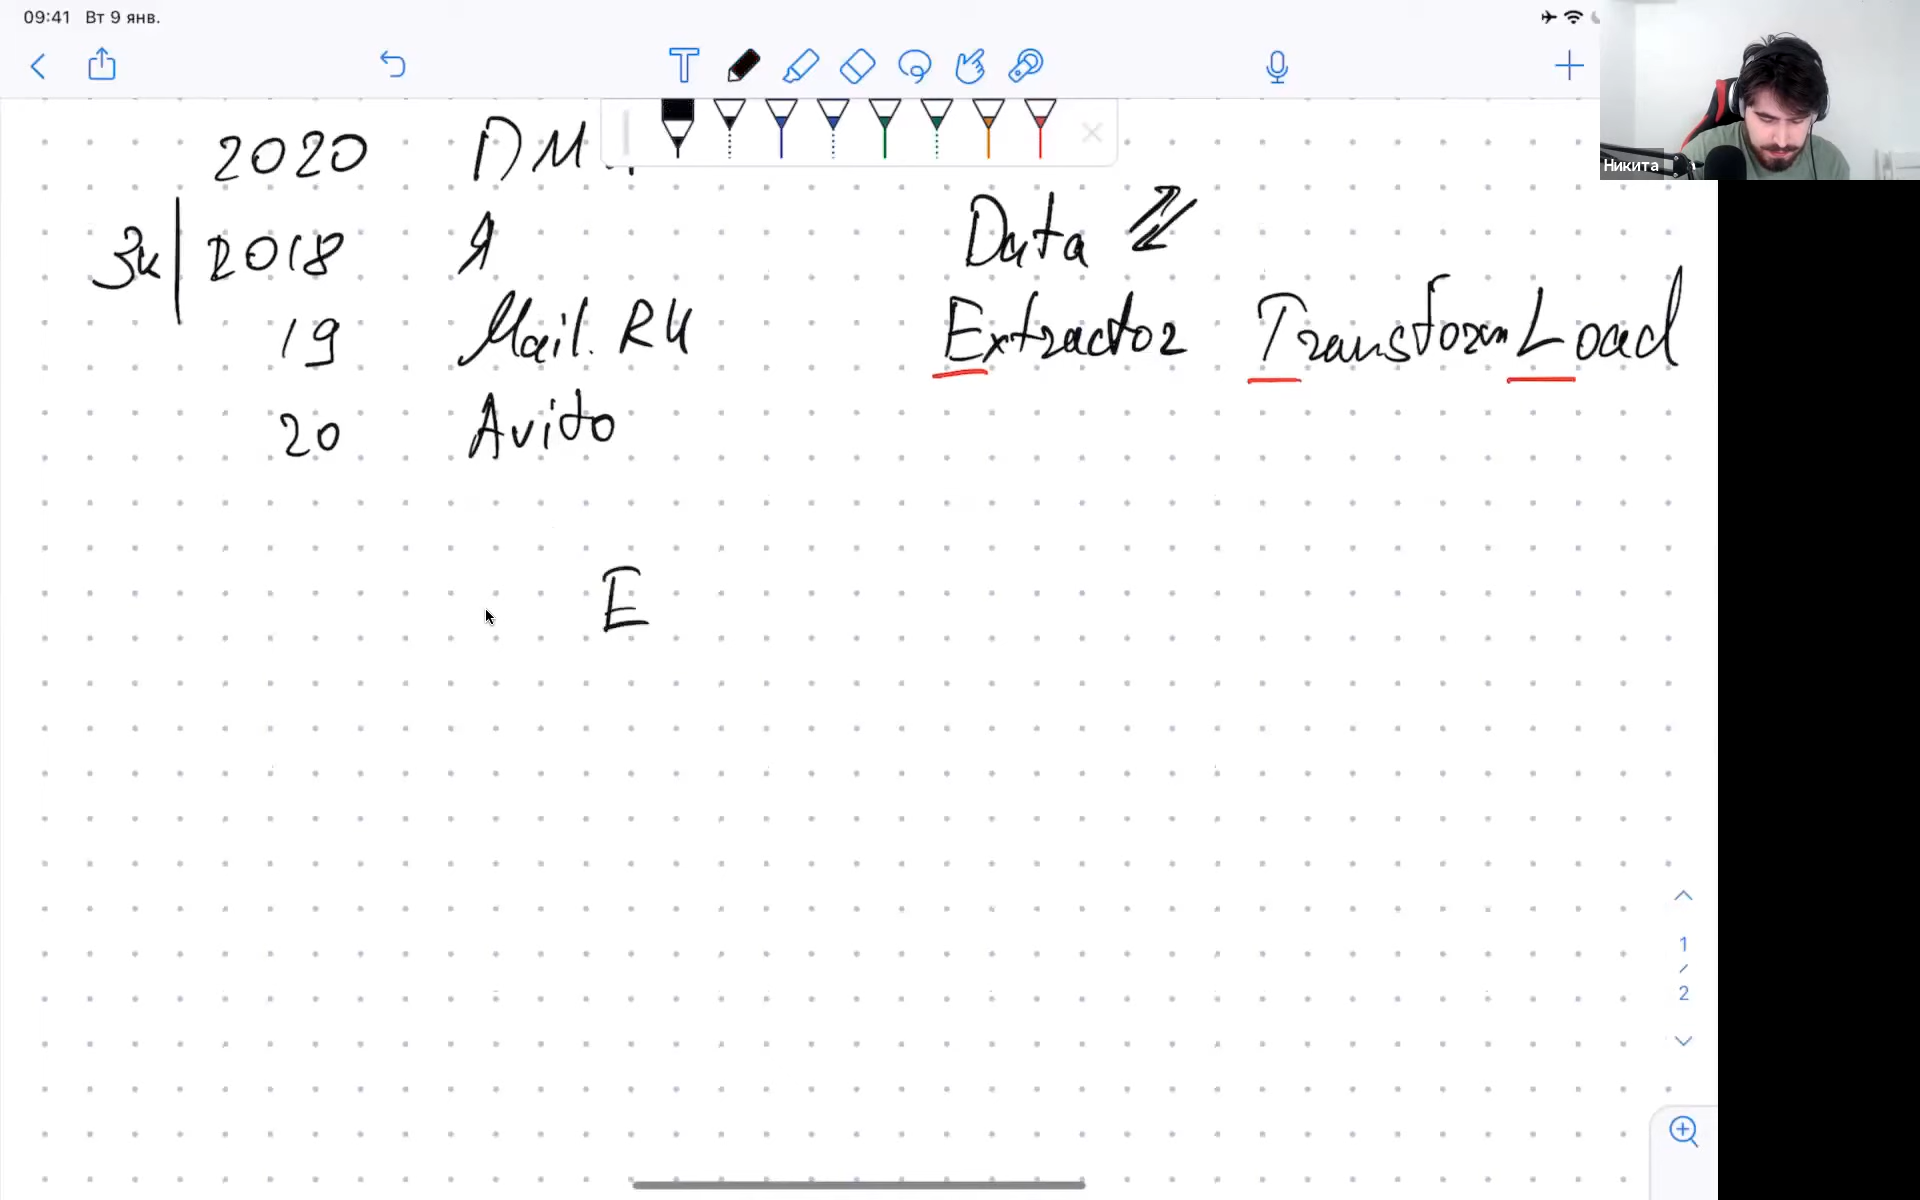 09:41 Вт 9 янв.
Никита
2020 DM
3к 2018 Я
19 Mail.RU
20 Avito
Data
Extractor Transform Load
E
1
/
2